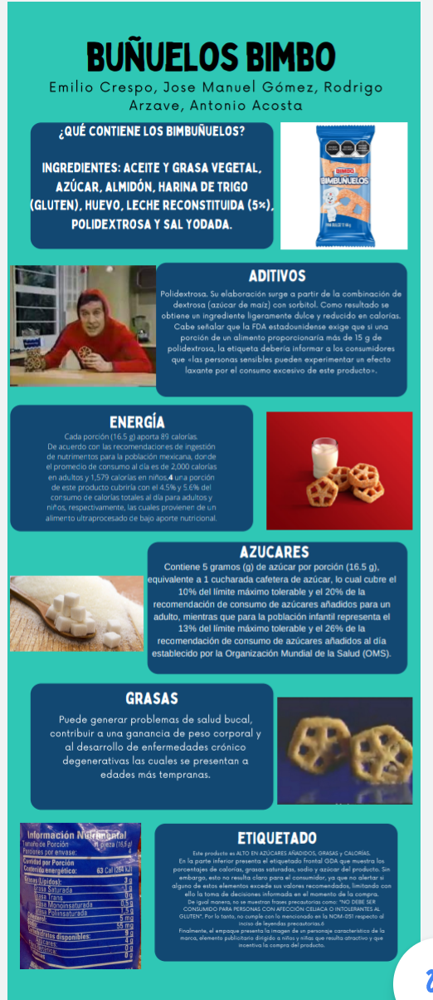 BUÑUELOS BIMBO
Emilio Crespo, Jose Manuel Gómez, Rodrigo
Arzave, Antonio Acosta
¿QUÉ CONTIENE LOS BIMBUÑUELOS?
INGREDIENTES: ACEITE Y GRASA VEGETAL,
AZÚCAR, ALMIDÓN, HARINA DE TRIGO
(GLUTEN), HUEVO, LECHE RECONSTITUIDA (5%),
POLIDEXTROSA Y SAL YODADA.
BIMBO
BIMBUÑUELOS
ADITIVOS
Polidextrosa. Su elaboración surge a partir de la combinación de
dextrosa (azúcar de maíz) con sorbitol. Como resultado se
obtiene un ingrediente ligeramente dulce y reducido en calorías.
Cabe señalar que la FDA estadounidense exige que si una
porción de un alimento proporcionaría más de 15 g de
polidextrosa, la etiqueta debería informar a los consumidores
que «las personas sensibles pueden experimentar un efecto
laxante por el consumo excesivo de este producto».
ENERGÍA
Cada porción (16.5 g) aporta 89 calorías.
De acuerdo con las recomendaciones de ingestión
de nutrimentos para la población mexicana, donde
el promedio de consumo al día es de 2,000 calorías
en adultos y 1,579 calorías en niños,4 una porción
de este producto cubriría con el 4.5% y 5.6% del
consumo de calorías totales al día para adultos y
niños, respectivamente, las cuales provienen de un
alimento ultraprocesado de bajo aporte nutricional.
AZUCARES
Contiene 5 gramos (g) de azúcar por porción (16.5 g),
equivalente a 1 cucharada cafetera de azúcar, lo cual cubre el
10% del límite máximo tolerable y el 20% de la
recomendación de consumo de azúcares añadidos para un
adulto, mientras que para la población infantil representa el
13% del límite máximo tolerable y el 26% de la
recomendación de consumo de azúcares añadidos al día
establecido por la Organización Mundial de la Salud (OMS).
GRASAS
Puede generar problemas de salud bucal,
contribuir a una ganancia de peso corporal y
al desarrollo de enfermedades crónico
degenerativas las cuales se presentan a
edades más tempranas.
Información Nutrimental
Tamaño de Porción 1 pieza (16,5 g)
Porciones por envase: 4
Cantidad por Porción
Contenido energético: 63 Cal (264 kJ)
Grasas (Lípidos): 3 g
Grasa Saturada 1 g
Grasa Trans 0 g
Grasa Monoinsaturada 0,5 g
Grasa Poliinsaturada 1,5 g
Colesterol: 5 mg
55 mg
disponibles: 9 g
Azúcares: 4 g
0 g
0 g
ETIQUETADO
Este producto es ALTO EN AZÚCARES AÑADIDOS, GRASAS y CALORÍAS.
En la parte inferior presenta el etiquetado frontal GDA que muestra los
porcentajes de calorías, grasas saturadas, sodio y azúcar del producto. Sin
embargo, esto no resulta claro para el consumidor, ya que no alertar si
alguno de estos elementos excede sus valores recomendados, limitando con
ello la toma de decisiones informada en el momento de la compra.
De igual manera, no se muestran frases precautorias como: "NO DEBE SER
CONSUMIDO PARA PERSONAS CON AFECCIÓN CELIACA O INTOLERANTES AL
GLUTEN". Por lo tanto, no cumple con lo mencionado en la NOM-051 respecto al
inciso de leyendas precautorias.6
Finalmente, el empaque presenta la imagen de un personaje característico de la
marca, elemento publicitario dirigido a niños y niñas que resulta atractivo y que
incentiva la compra del producto.